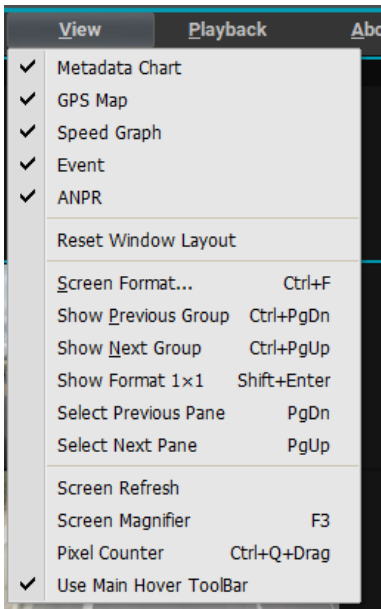 View Playback Abo
Metadata Chart
GPS Map
Speed Graph
Event
ANPR
Reset Window Layout
Screen Format... Ctrl+F
Show Previous Group Ctrl+PgDn
Show Next Group Ctrl+PgUp
Show Format 1×1 Shift+Enter
Select Previous Pane PgDn
Select Next Pane PgUp
Screen Refresh
Screen Magnifier F3
Pixel Counter Ctrl+Q+Drag
Use Main Hover ToolBar